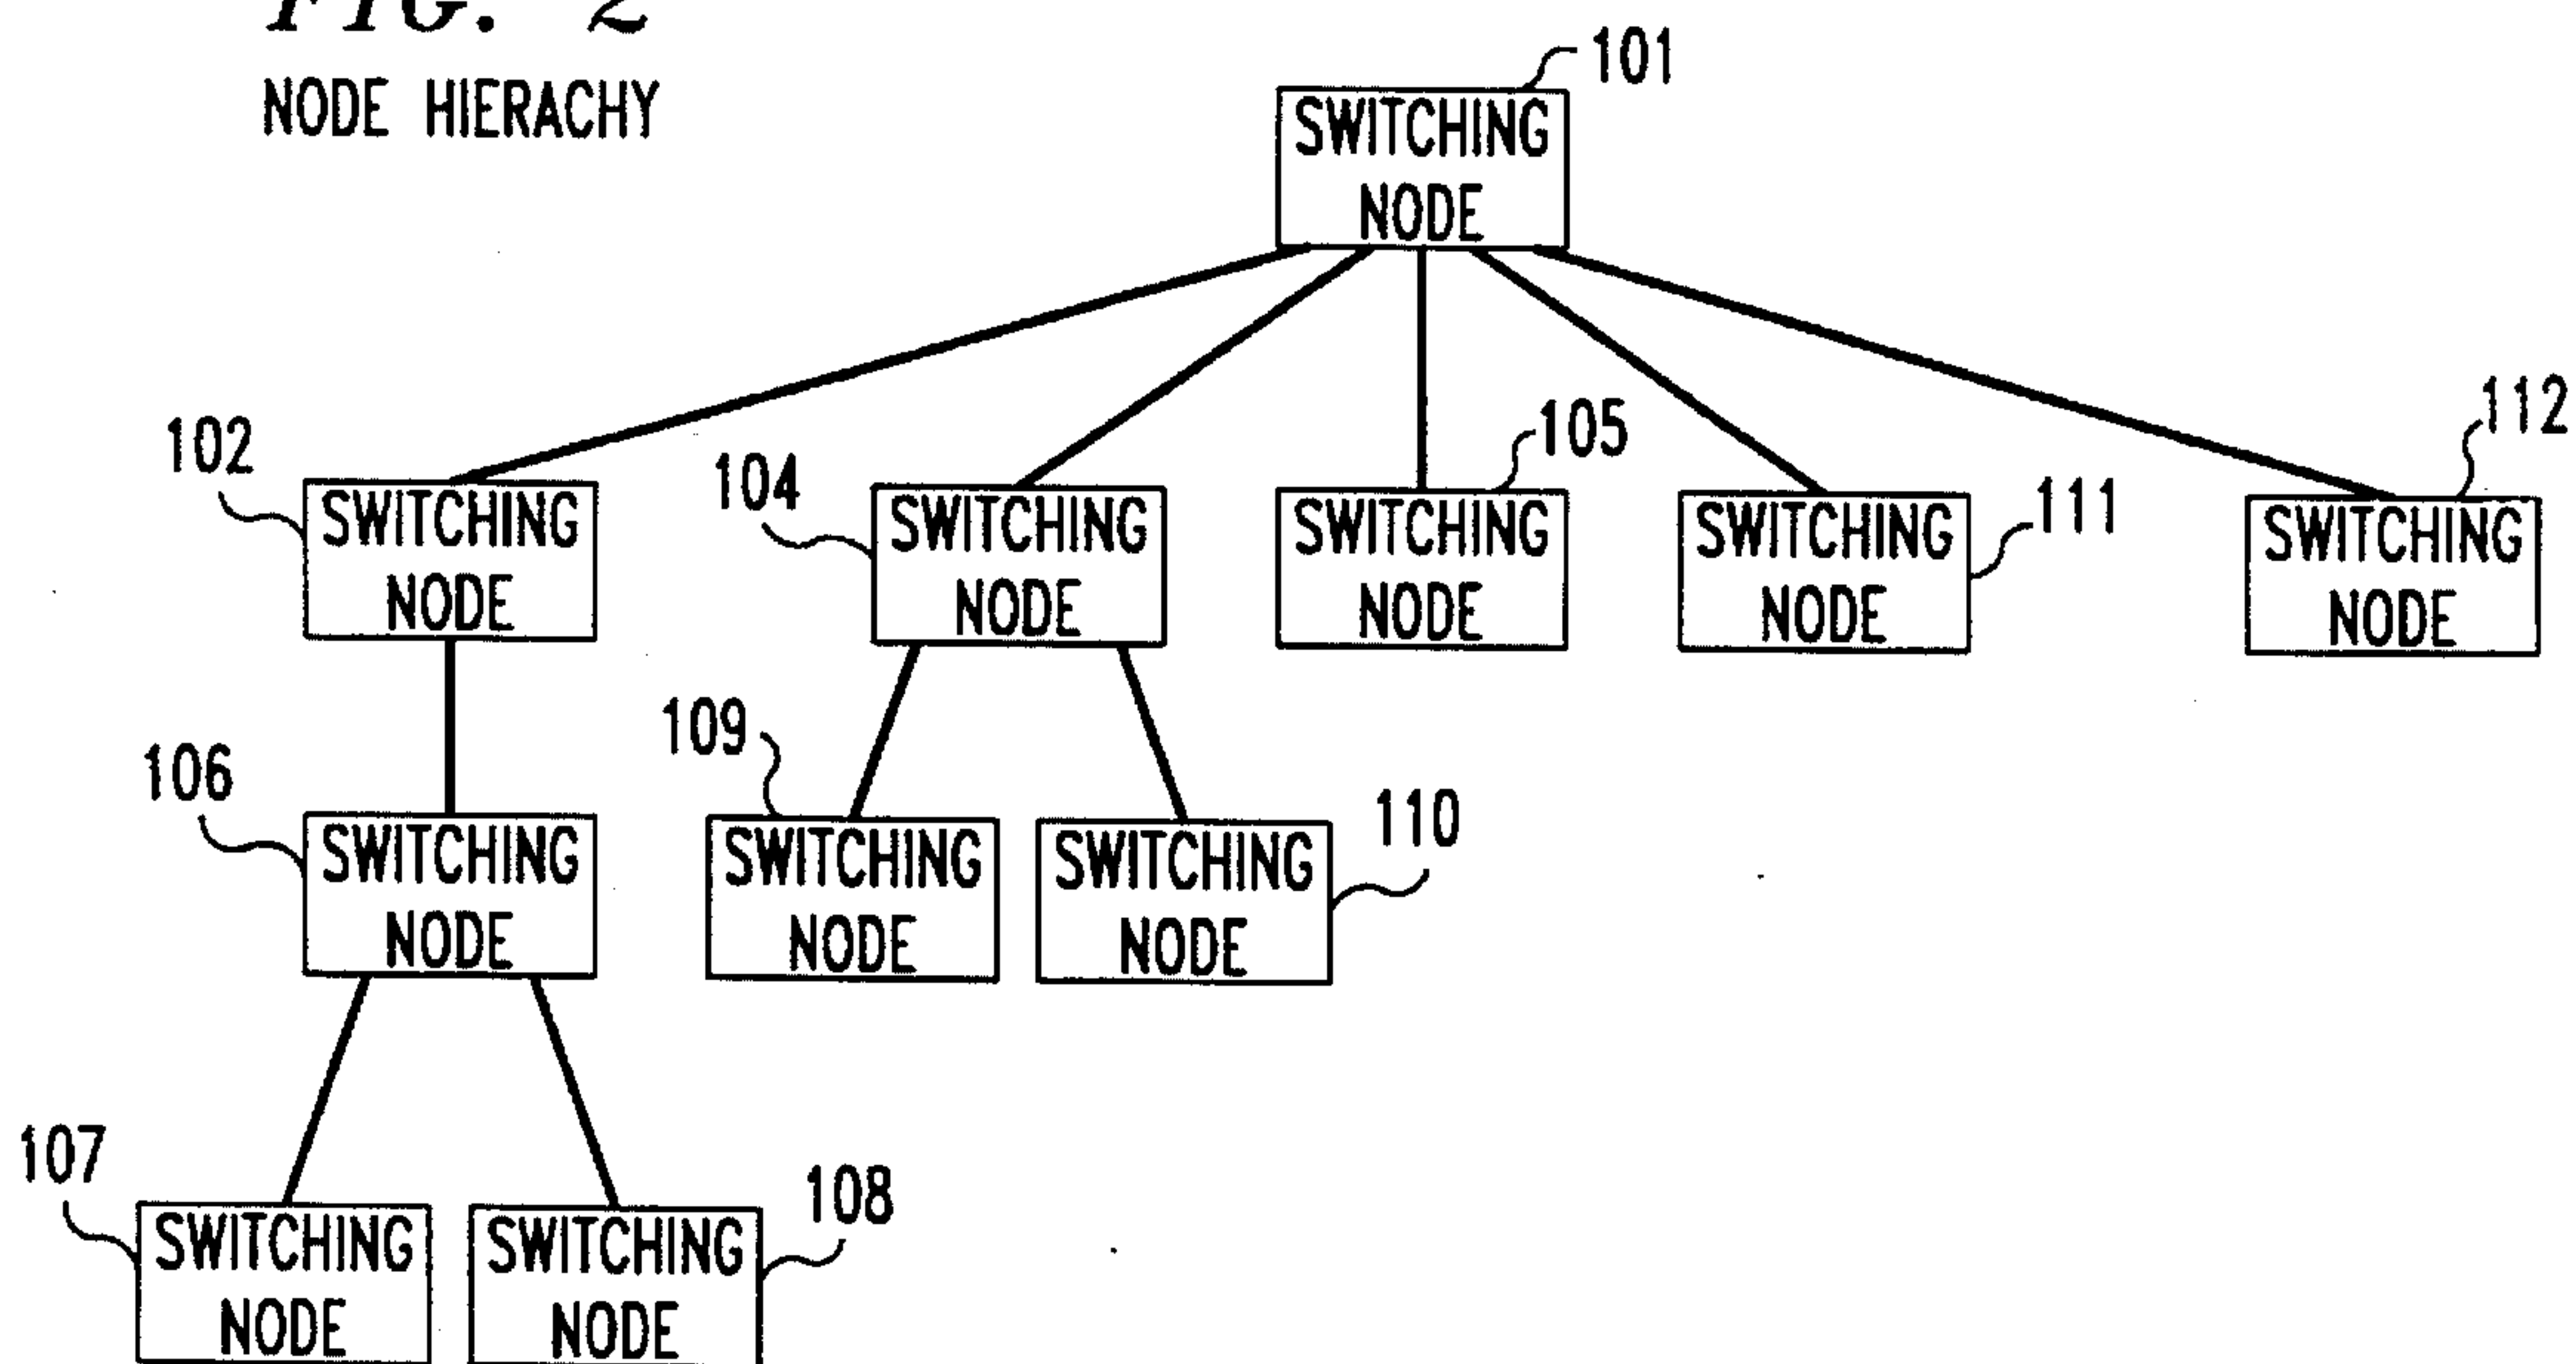 FIG. 2
NODE HIERACHY
101
SWITCHING
NODE
102
SWITCHING
NODE
104
SWITCHING
NODE
105
SWITCHING
NODE
111
SWITCHING
NODE
112
SWITCHING
NODE
106
SWITCHING
NODE
109
SWITCHING
NODE
110
SWITCHING
NODE
107
SWITCHING
NODE
108
SWITCHING
NODE